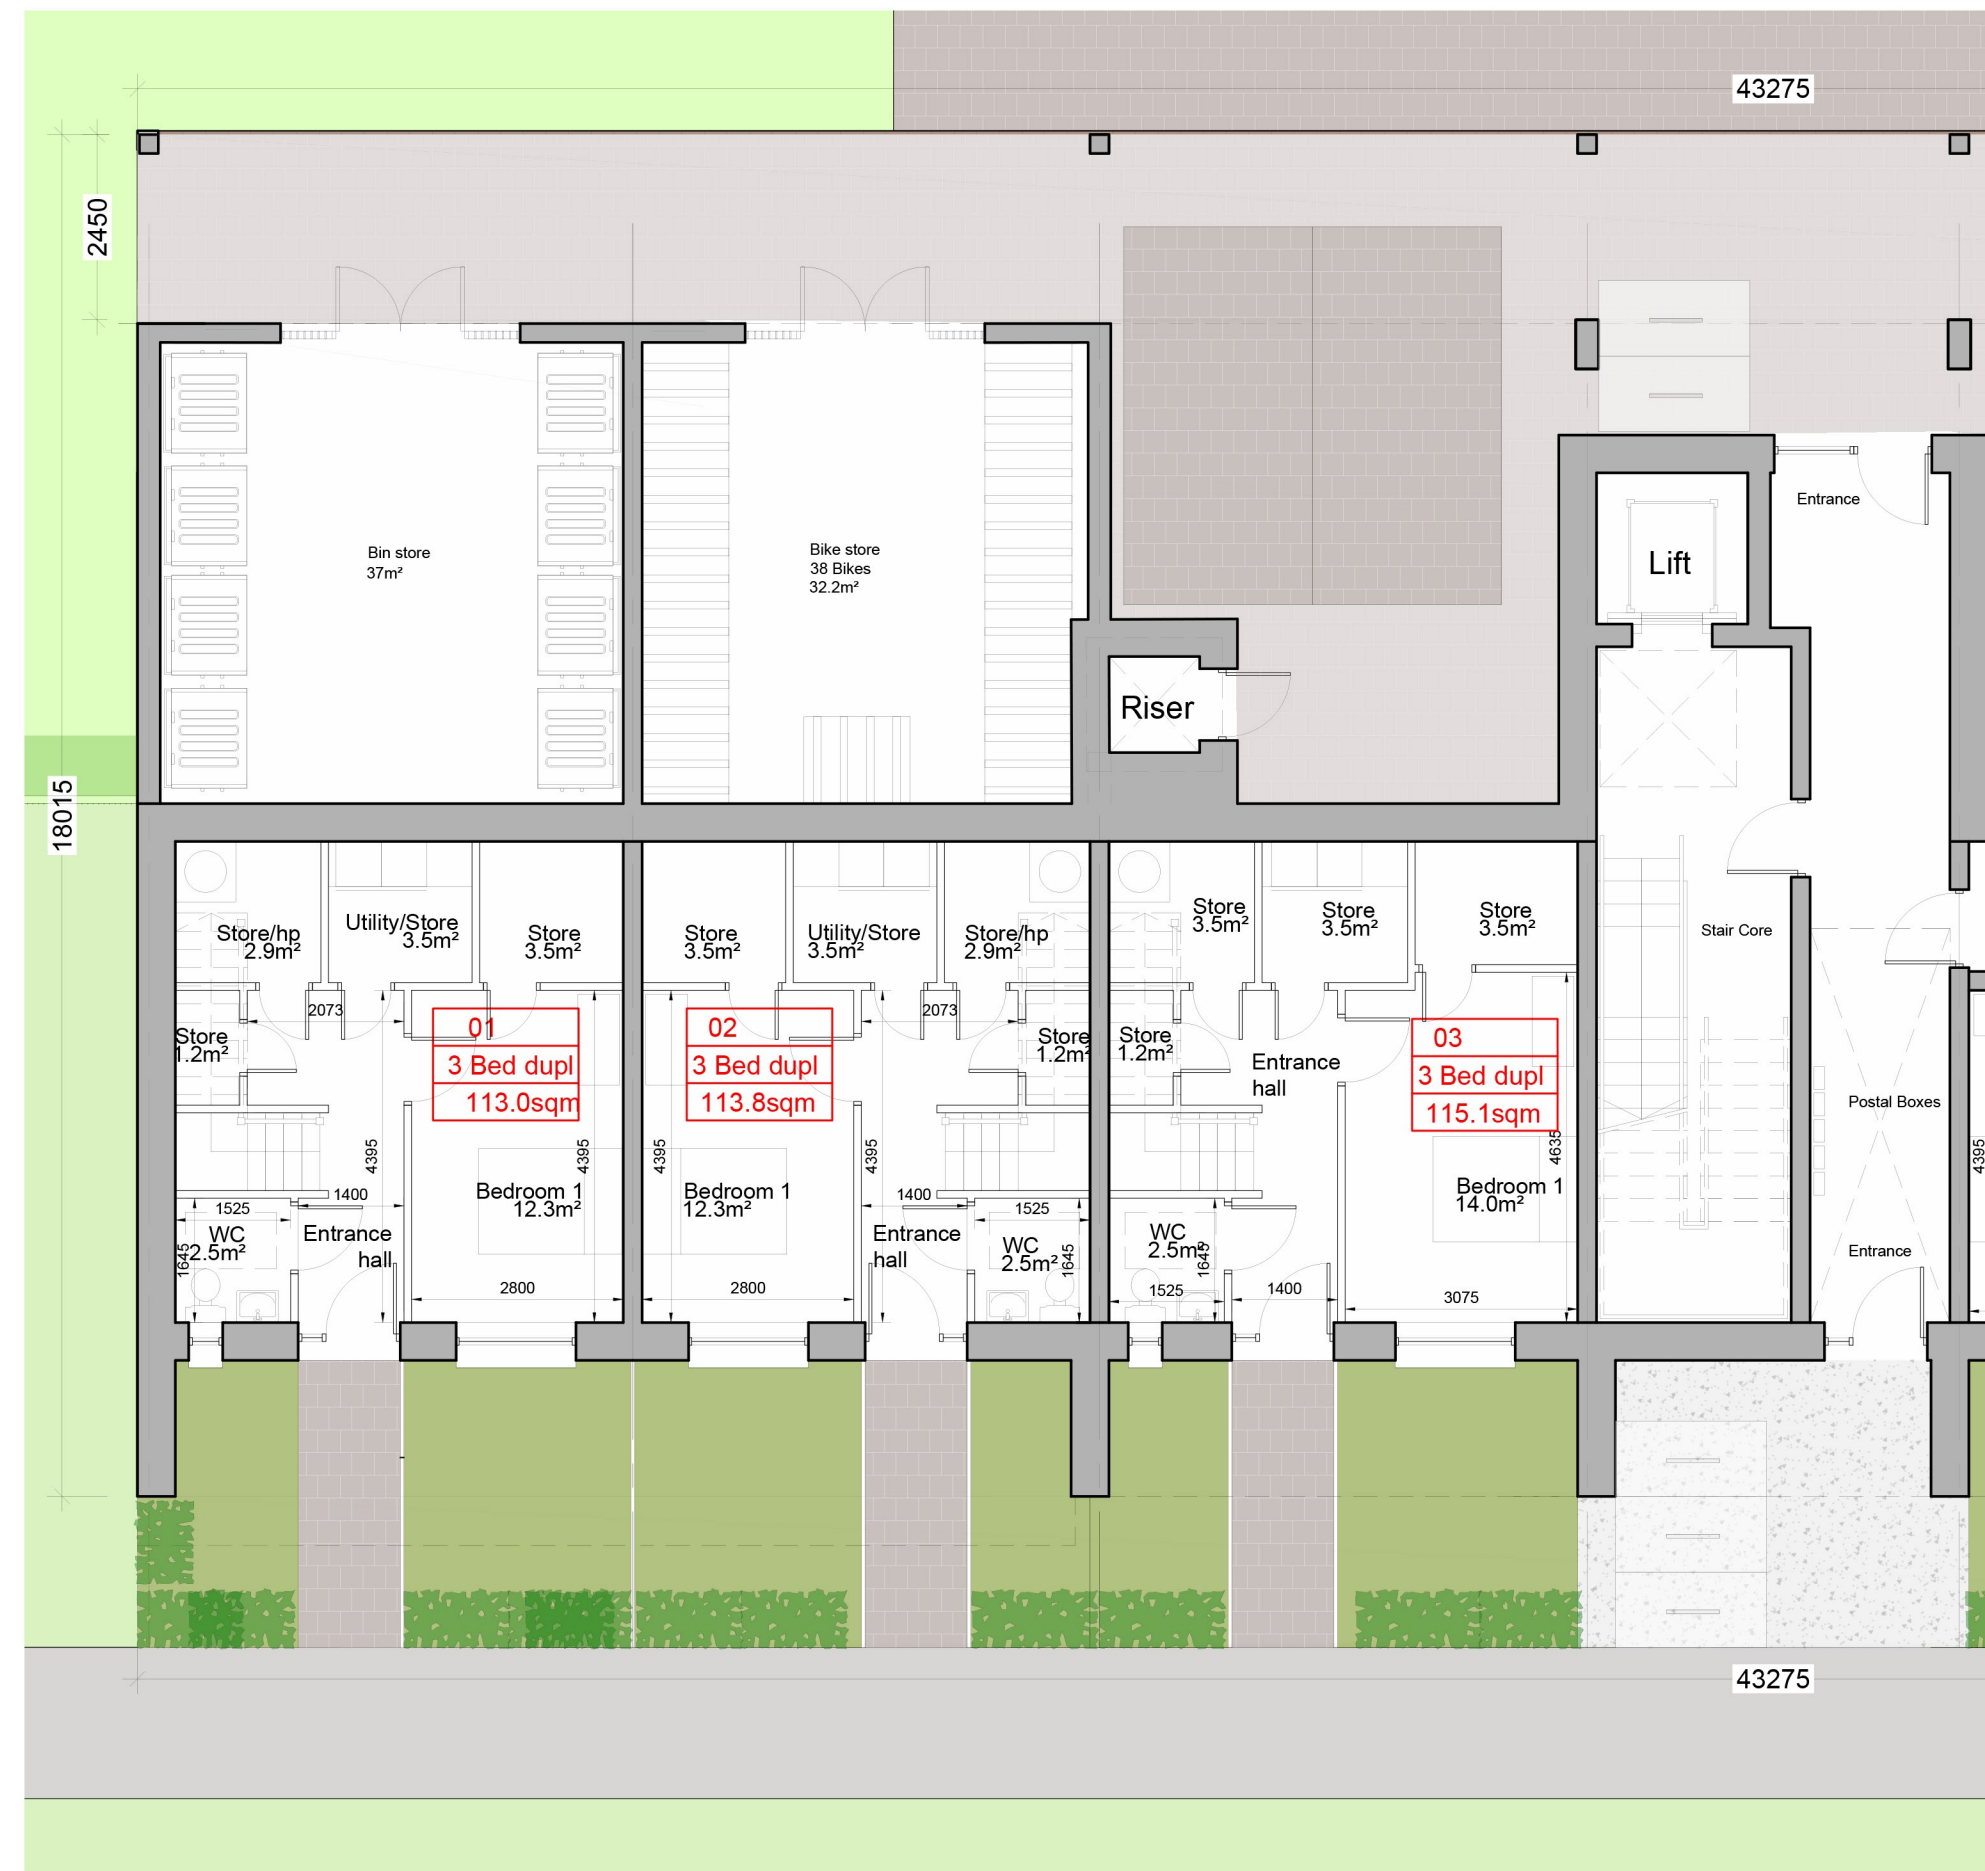 43275
2450
18015
Bin store
37m²
Bike store
38 Bikes
32.2m²
Entrance
Lift
Riser
Store/hp
2.9m²
Utility/Store
3.5m²
Store
3.5m²
Store
3.5m²
Utility/Store
3.5m²
Store/hp
2.9m²
Store
3.5m²
Store
3.5m²
Store
3.5m²
Stair Core
2073
Store
1.2m²
01
3 Bed dupl
113.0sqm
02
3 Bed dupl
113.8sqm
2073
Store
1.2m²
Store
1.2m²
Entrance
hall
03
3 Bed dupl
115.1sqm
Postal Boxes
4395
4395
4395
4395
4635
4395
1525
1400
WC
2.5m²
1645
Entrance
hall
Bedroom 1
12.3m²
2800
Bedroom 1
12.3m²
2800
1400
Entrance
hall
1525
WC
2.5m²
1645
WC
2.5m²
1645
1525
1400
Bedroom 1
14.0m²
3075
Entrance
43275